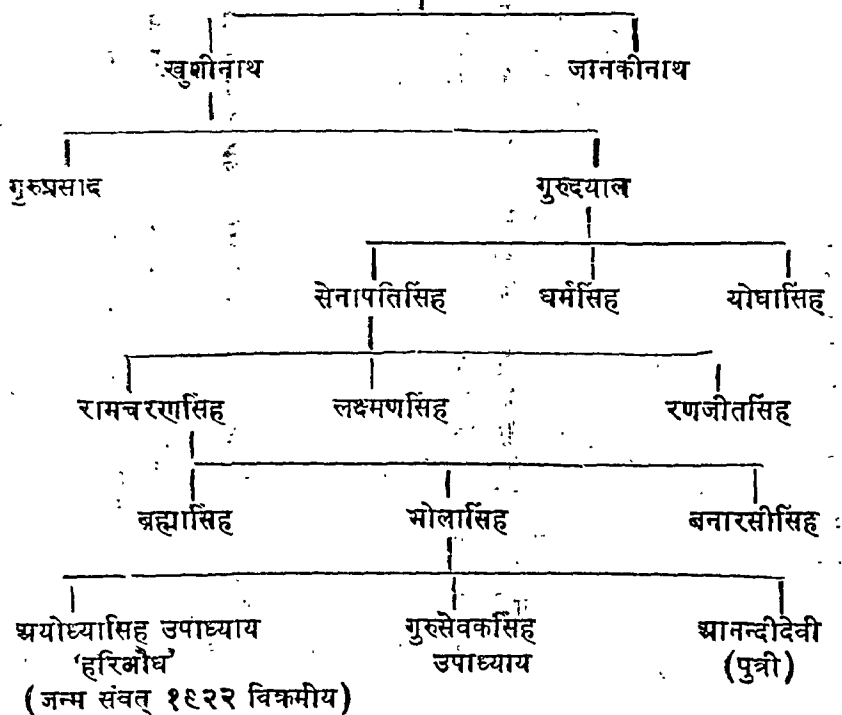 खुशीनाथ जानकीनाथ
गुरुप्रसाद गुरुदयाल
सेनापतिसिंह धर्मसिंह योधासिंह
रामचरणसिंह लक्ष्मणसिंह रणजीतसिंह
ब्रह्मासिंह भोलासिंह बनारसीसिंह
अयोध्यासिह उपाध्याय गुरुसेवकसिंह आनन्दीदेवी
'हरिऔध' उपाध्याय (पुत्री)
(जन्म संवत् १९२२ विक्रमीय)